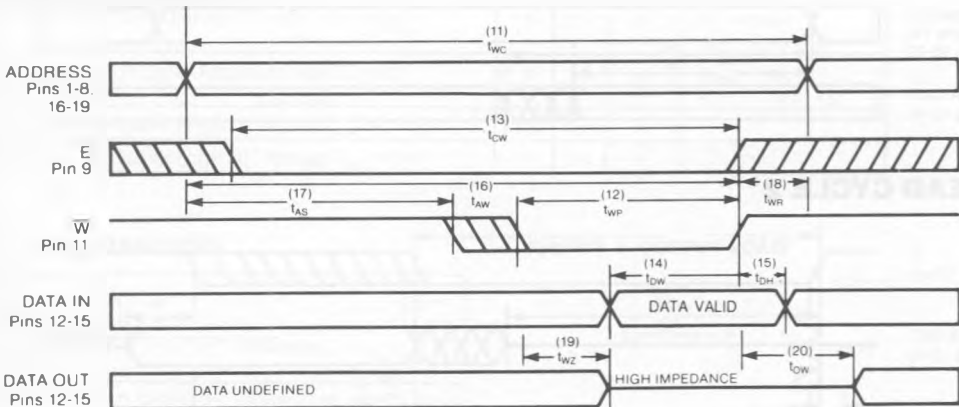 (11)
tWC
ADDRESS
Pins 1-8,
16-19
(13)
tCW
E
Pin 9
(17)
tAS
(16)
tAW
(12)
tWP
(18)
tWR
W
Pin 11
(14)
tDW
(15)
tDH
DATA IN
Pins 12-15
DATA VALID
(19)
tWZ
(20)
tOW
DATA OUT
Pins 12-15
DATA UNDEFINED
HIGH IMPEDANCE